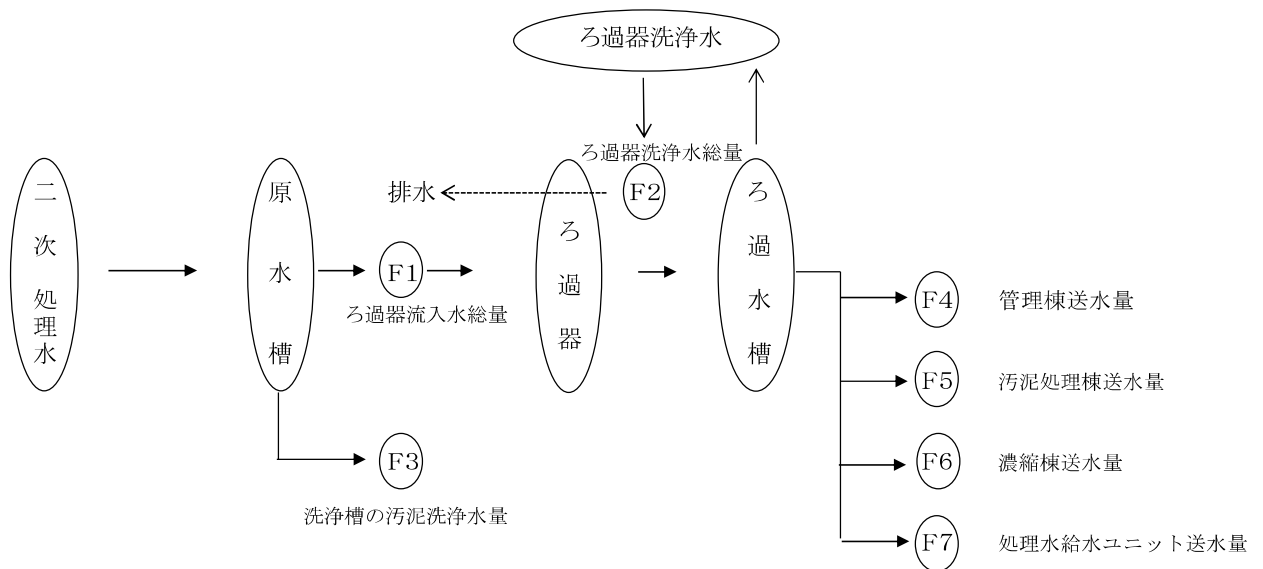 ろ過器洗浄水
ろ過器洗浄水総量
F2
排水
二次処理水
原水槽
F1
ろ過器流入水総量
ろ過器
ろ過水槽
F4 管理棟送水量
F5 汚泥処理棟送水量
F3
F6 濃縮棟送水量
洗浄槽の汚泥洗浄水量
F7 処理水給水ユニット送水量